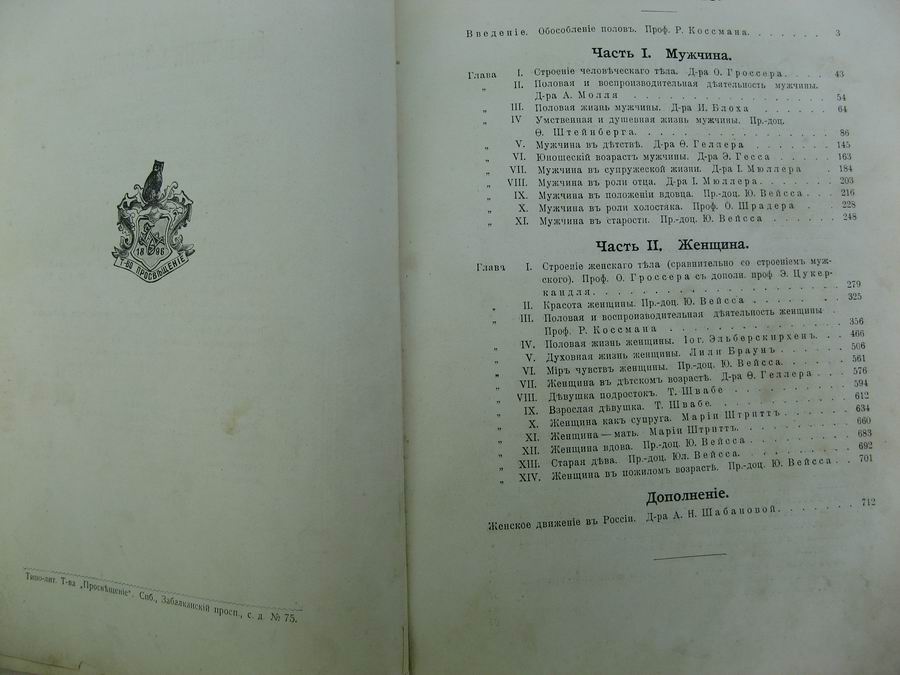 18 96
Т-ВО ПРОСВѢЩЕНІЕ
Типо-лит. Т-ва „Просвѣщеніе“. Спб., Забалканскій просп., с. д. № 75.
Введеніе. Обособленіе половъ. Проф. Р. Коссмана. . . . . . . 3
Часть I. Мужчина.
Глава I. Строеніе человѣческаго тѣла. Д-ра О. Гроссера. . . . 43
„ II. Половая и воспроизводительная дѣятельность мужчины.
Д-ра А. Молля . . . . . . . . . . . . . . . . 54
„ III. Половая жизнь мужчины. Д-ра И. Блоха . . . . . . 64
„ IV Умственная и душевная жизнь мужчины. Пр.-доц.
Ѳ. Штейнберга. . . . . . . . . . . . . . . . 86
„ V. Мужчина въ дѣтствѣ. Д-ра Ѳ. Геллера . . . . . . 145
„ VI. Юношескій возрастъ мужчины. Д-ра Э. Гесса . . . . 163
„ VII. Мужчина въ супружеской жизни. Д-ра І. Мюллера . 184
„ VIII. Мужчина въ роли отца. Д-ра І. Мюллера. . . . . . 203
„ IX. Мужчина въ положеніи вдовца. Пр.-доц. Ю. Вейсса . . . 216
„ X. Мужчина въ роли холостяка. Проф. О. Шрадера . . . 228
„ XI. Мужчина въ старости. Пр.-доц. Ю. Вейсса . . . . . . 248
Часть II. Женщина.
Глава I. Строеніе женскаго тѣла (сравнительно со строеніемъ муж-
ского). Проф. Ѳ. Гроссера съ дополн. проф Э. Цукер-
кандля. . . . . . . . . . . . . . . . . . 279
„ II. Красота женщины. Пр.-доц. Ю. Вейсса . . . . . . . 325
„ III. Половая и воспроизводительная дѣятельность женщины .
Проф. Р. Коссмана . . . . . . . . . . . . . 356
„ IV. Половая жизнь женщины. Іог. Эльберскирхенъ. . . . 466
„ V. Духовная жизнь женщины. Лили Браунъ . . . . . . 506
„ VI. Міръ чувствъ женщины. Пр.-доц. Ю. Вейсса. . . . . 561
„ VII. Женщина въ дѣтскомъ возрастѣ. Д-ра Ѳ. Геллера . . . 576
„ VIII. Дѣвушка подростокъ. Т. Швабе . . . . . . . . 594
„ IX. Взрослая дѣвушка. Т. Швабе. . . . . . . . . 612
„ X. Женщина какъ супруга. Маріи Штриттъ . . . . . . 634
„ XI. Женщина — мать. Маріи Штриттъ. . . . . . . . 660
„ XII. Женщина вдова. Пр.-доц. Ю. Вейсса . . . . . . . 683
„ XIII. Старая дѣва. Пр.-доц. Юл. Вейсса. . . . . . . . 692
„ XIV. Женщина въ пожиломъ возрастѣ. Пр.-доц. Ю. Вейсса . . 701
Дополненіе.
Женское движеніе въ Россіи. Д-ра А. Н. Шабановой. . . . . . . 712